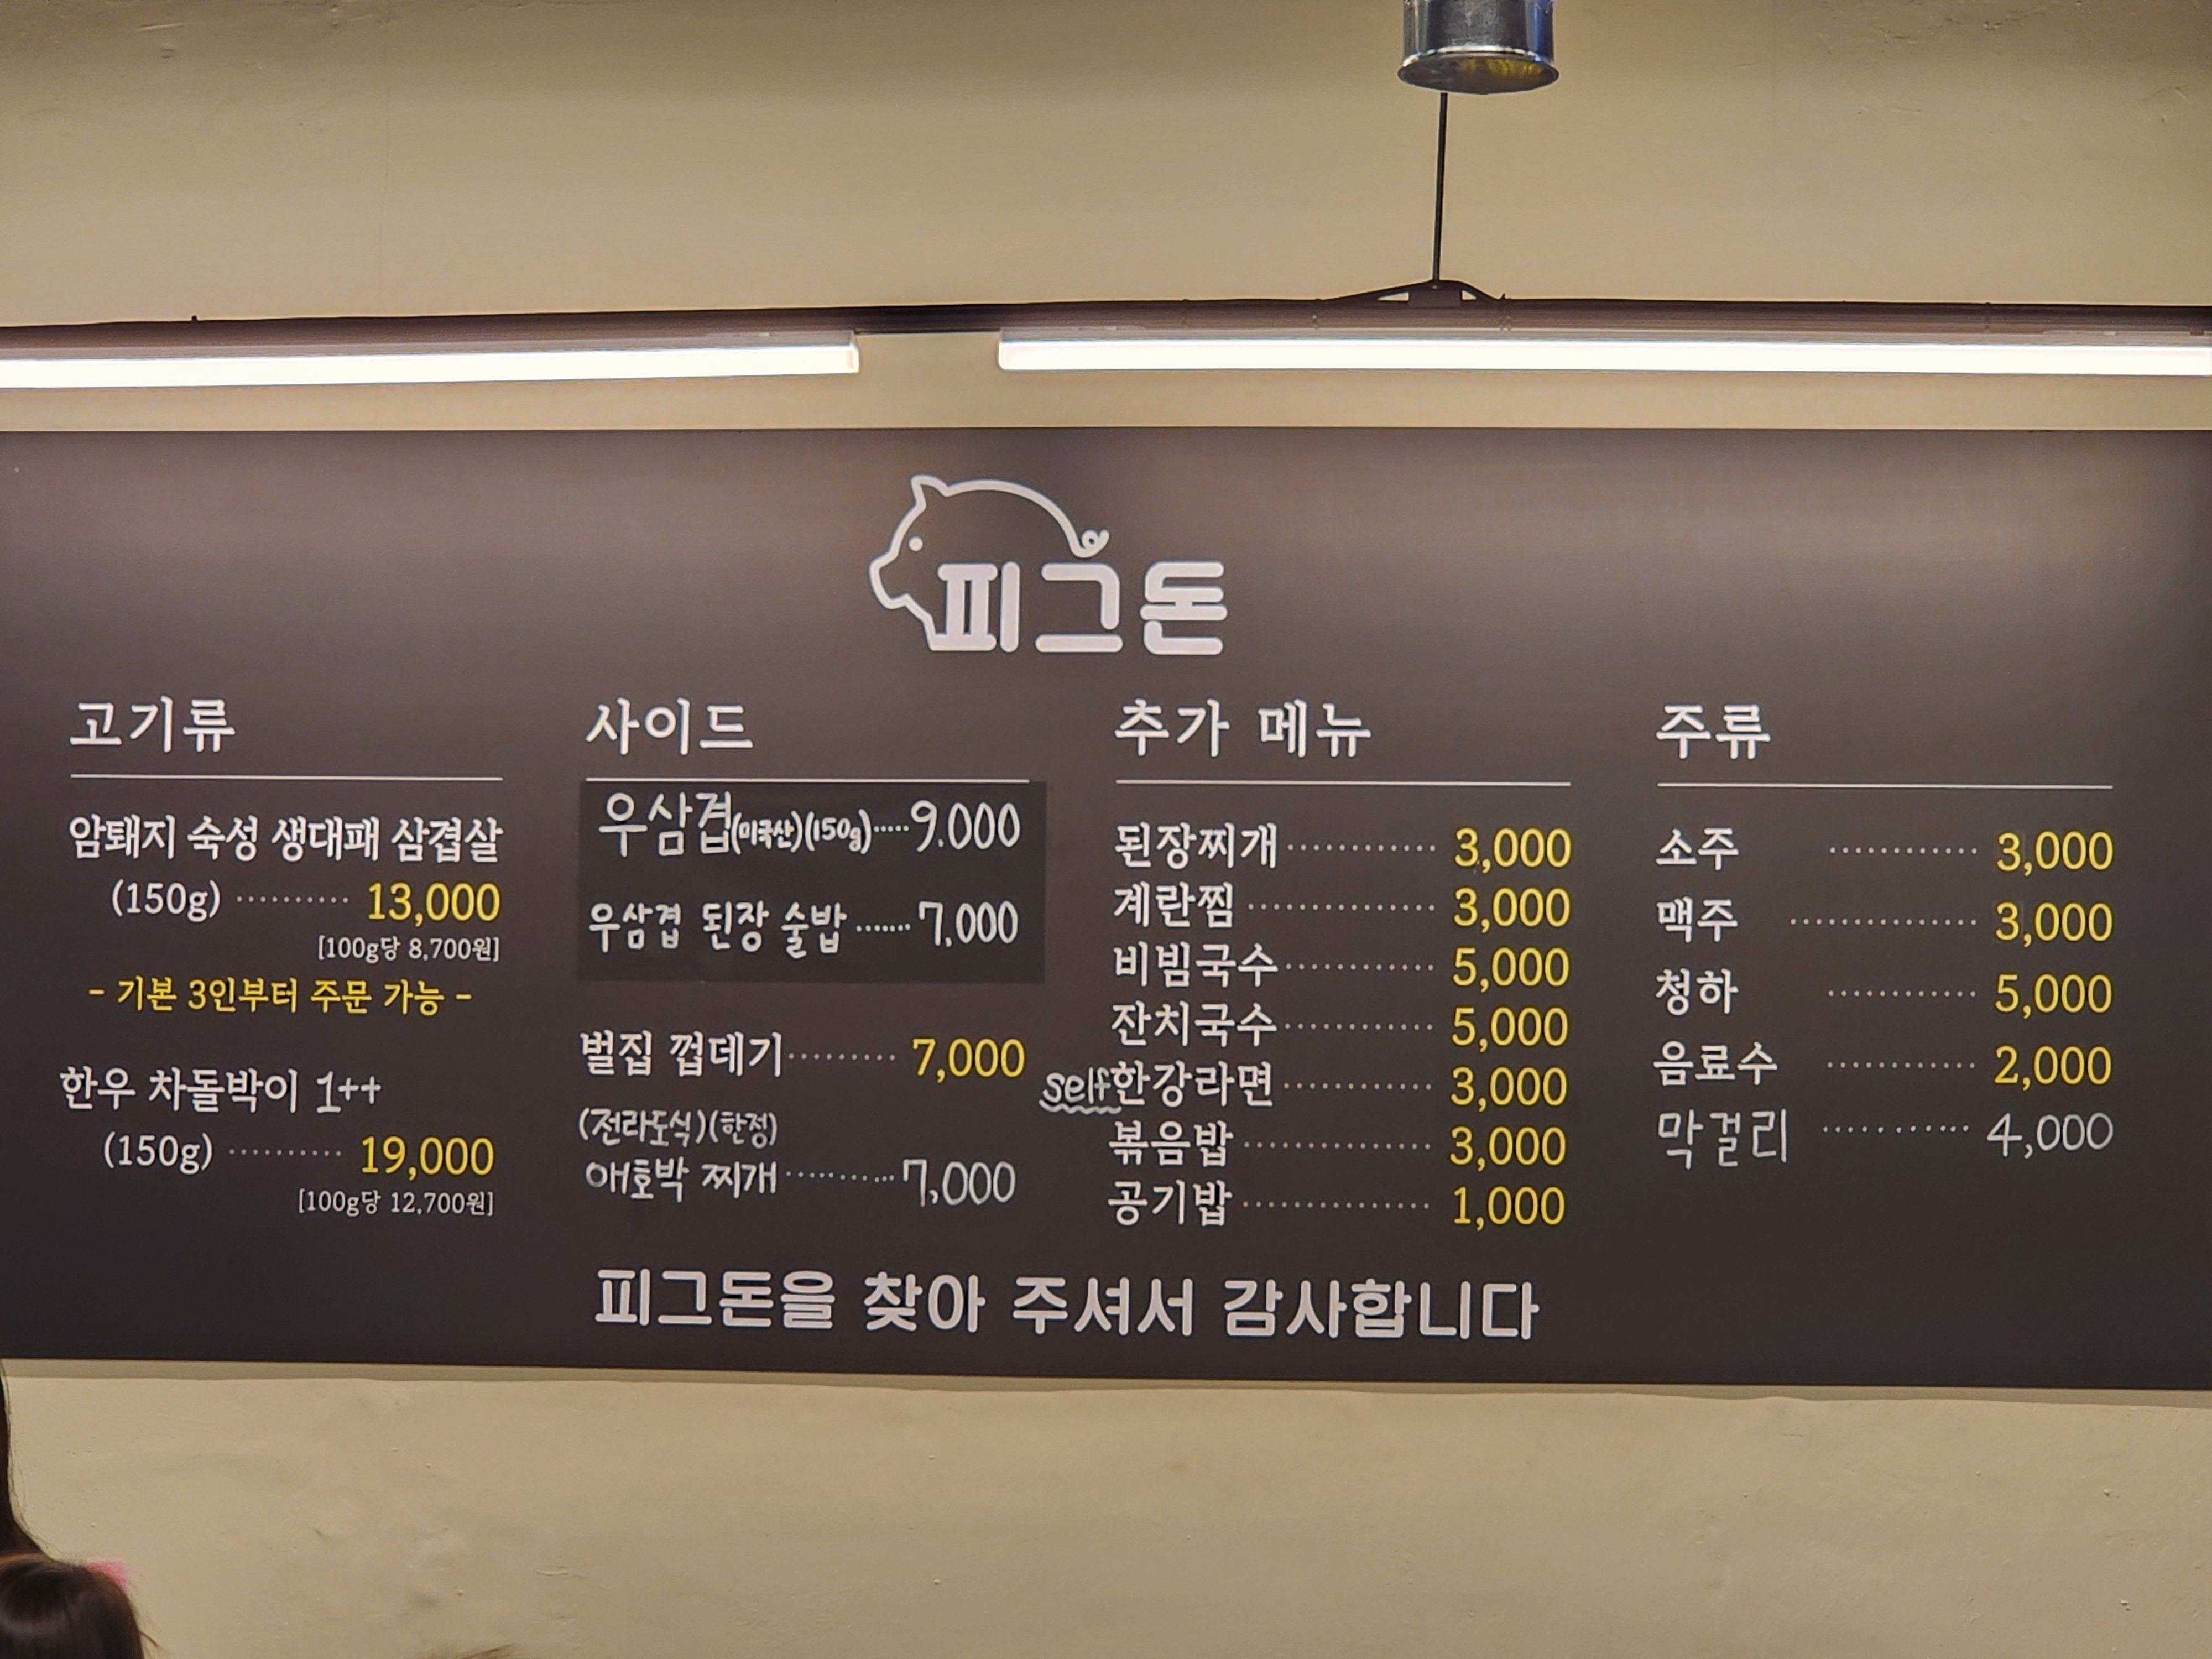 피그돈
고기류
암퇘지 숙성 생대패 삼겹살
(150g) ·········· 13,000
[100g당 8,700원]
- 기본 3인부터 주문 가능 -
한우 차돌박이 1++
(150g) ·········· 19,000
[100g당 12,700원]
사이드
우삼겹(미국산)(150g)·····9.000
우삼겹 된장 술밥·······7.000
벌집 껍데기·········7,000
(전라도식)(한정)
애호박 찌개··········7,000
추가 메뉴
된장찌개············3,000
계란찜···············3,000
비빔국수············5,000
잔치국수············5,000
self한강라면············3,000
볶음밥···············3,000
공기밥···············1,000
주류
소주 ············ 3,000
맥주 ··············· 3,000
청하 ············ 5,000
음료수 ············ 2,000
막걸리 ············ 4,000
피그돈을 찾아 주셔서 감사합니다